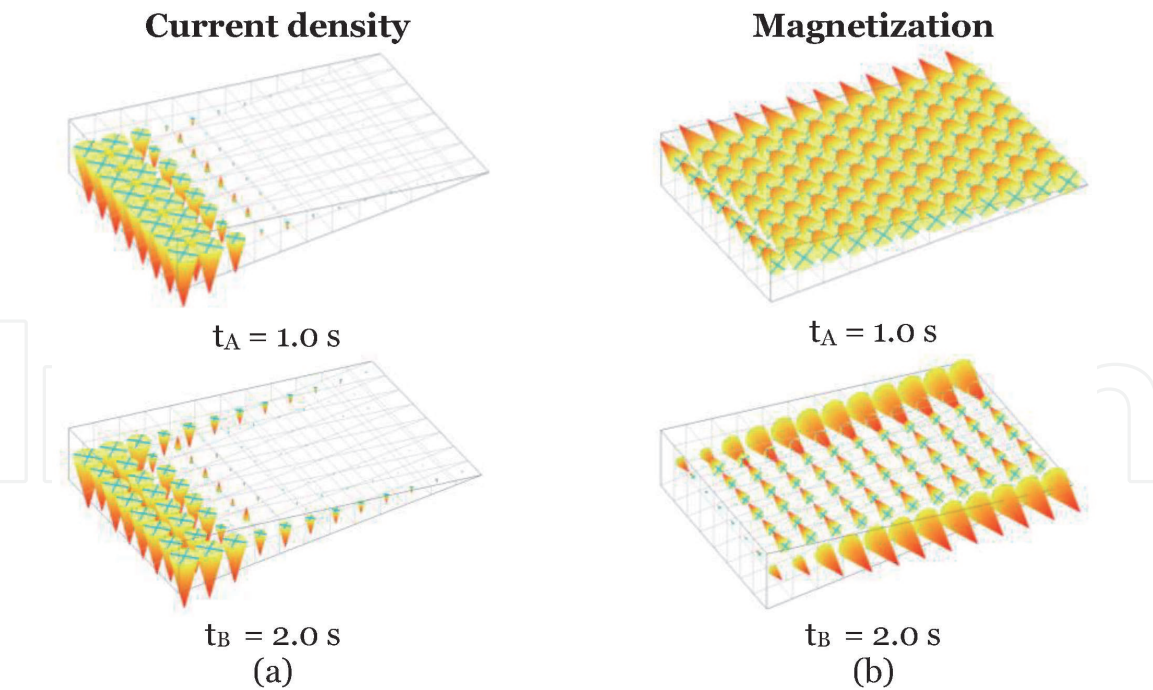 Current density
Magnetization
tA = 1.0 s
tA = 1.0 s
tB = 2.0 s
tB = 2.0 s
(a)
(b)